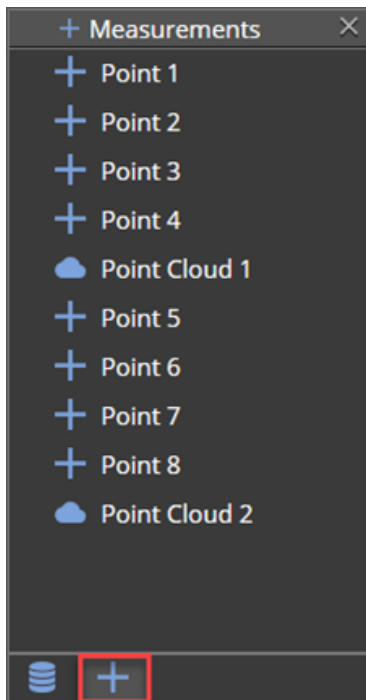 Measurements
Point 1
Point 2
Point 3
Point 4
Point Cloud 1
Point 5
Point 6
Point 7
Point 8
Point Cloud 2